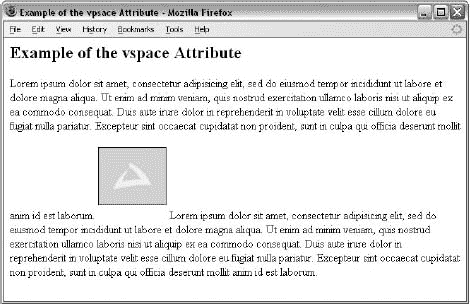 Example of the vpsace Attribute - Mozilla Firefox
File Edit View History Bookmarks Tools Help
Example of the vspace Attribute
Lorem ipsum dolor sit amet, consectetur adipisicing elit, sed do eiusmod tempor incididunt ut labore et
dolore magna aliqua. Ut enim ad minim veniam, quis nostrud exercitation ullamco laboris nisi ut aliquip ex
ea commodo consequat. Duis aute irure dolor in reprehenderit in voluptate velit esse cillum dolore eu
fugiat nulla pariatur. Excepteur sint occaecat cupidatat non proident, sunt in culpa qui officia deserunt mollit
anim id est laborum. Lorem ipsum dolor sit amet, consectetur adipisicing elit, sed do
eiusmod tempor incididunt ut labore et dolore magna aliqua. Ut enim ad minim veniam, quis nostrud
exercitation ullamco laboris nisi ut aliquip ex ea commodo consequat. Duis aute irure dolor in
reprehenderit in voluptate velit esse cillum dolore eu fugiat nulla pariatur. Excepteur sint occaecat cupidatat
non proident, sunt in culpa qui officia deserunt mollit anim id est laborum.